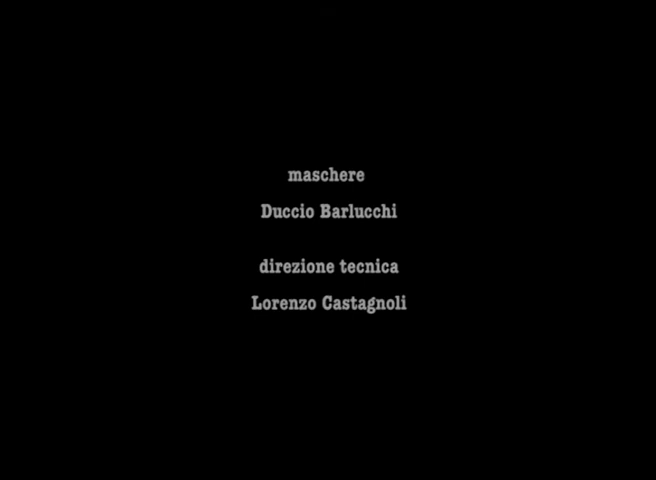 maschere
Duccio Barlucchi
direzione tecnica
Lorenzo Castagnoli